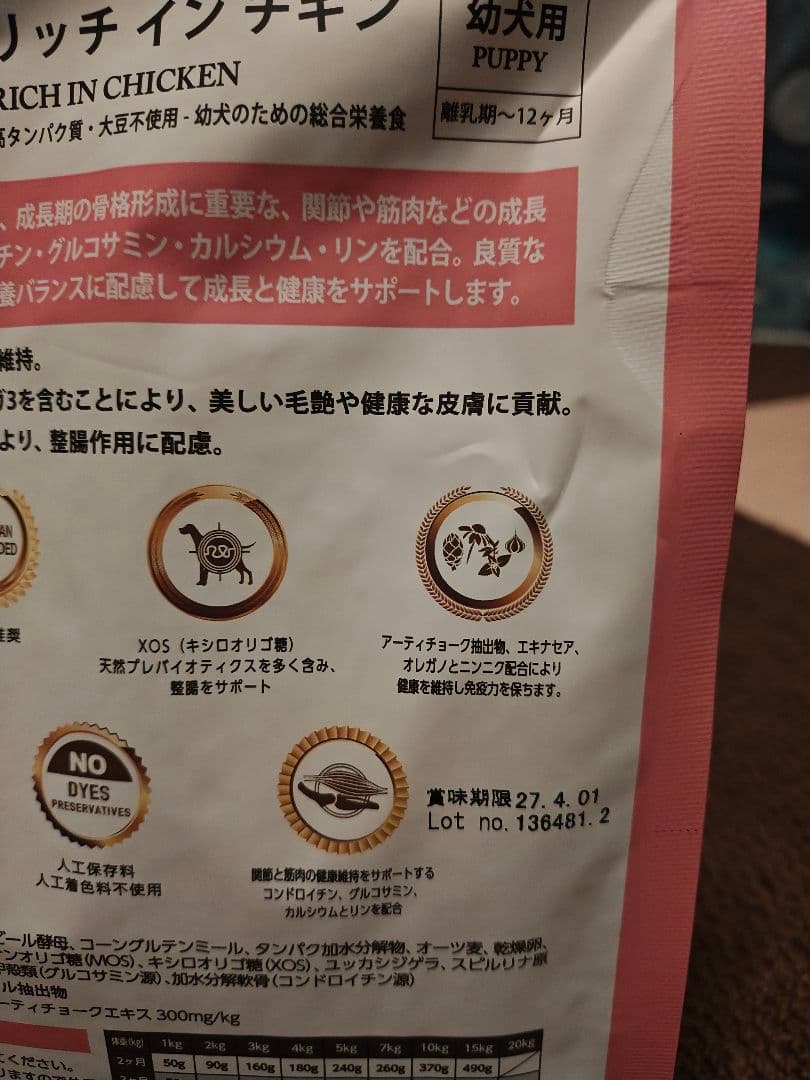 リッチ イン チキン
RICH IN CHICKEN
高タンパク質・大豆不使用 - 幼犬のための総合栄養食
幼犬用
PUPPY
離乳期～12ヶ月
、成長期の骨格形成に重要な、関節や筋肉などの成長
チン・グルコサミン・カルシウム・リンを配合。良質な
養バランスに配慮して成長と健康をサポートします。
維持。
ガ3を含むことにより、美しい毛艶や健康な皮膚に貢献。
より、整腸作用に配慮。
推奨
XOS（キシロオリゴ糖）
天然プレバイオティクスを多く含み、
整腸をサポート
アーティチョーク抽出物、エキナセア、
オレガノとニンニク配合により
健康を維持し免疫力を保ちます。
NO
DYES
PRESERVATIVES
人工保存料
人工着色料不使用
関節と筋肉の健康維持をサポートする
コンドロイチン、グルコサミン、
カルシウムとリンを配合
賞味期限27. 4. 01
Lot no. 136481. 2
ビール酵母、コーングルテンミール、タンパク加水分解物、オーツ麦、乾燥卵、
ンオリゴ糖(MOS)、キシロオリゴ糖(XOS)、ユッカシジゲラ、スピルリナ原
甲殻類(グルコサミン源)、加水分解軟骨(コンドロイチン源)
ル抽出物
ーティチョークエキス 300mg/kg
ください。
体重(kg) 1kg 2kg 3kg 4kg 5kg 7kg 10kg 15kg 20kg
2ヶ月 50g 90g 160g 180g 240g 260g 370g 490g